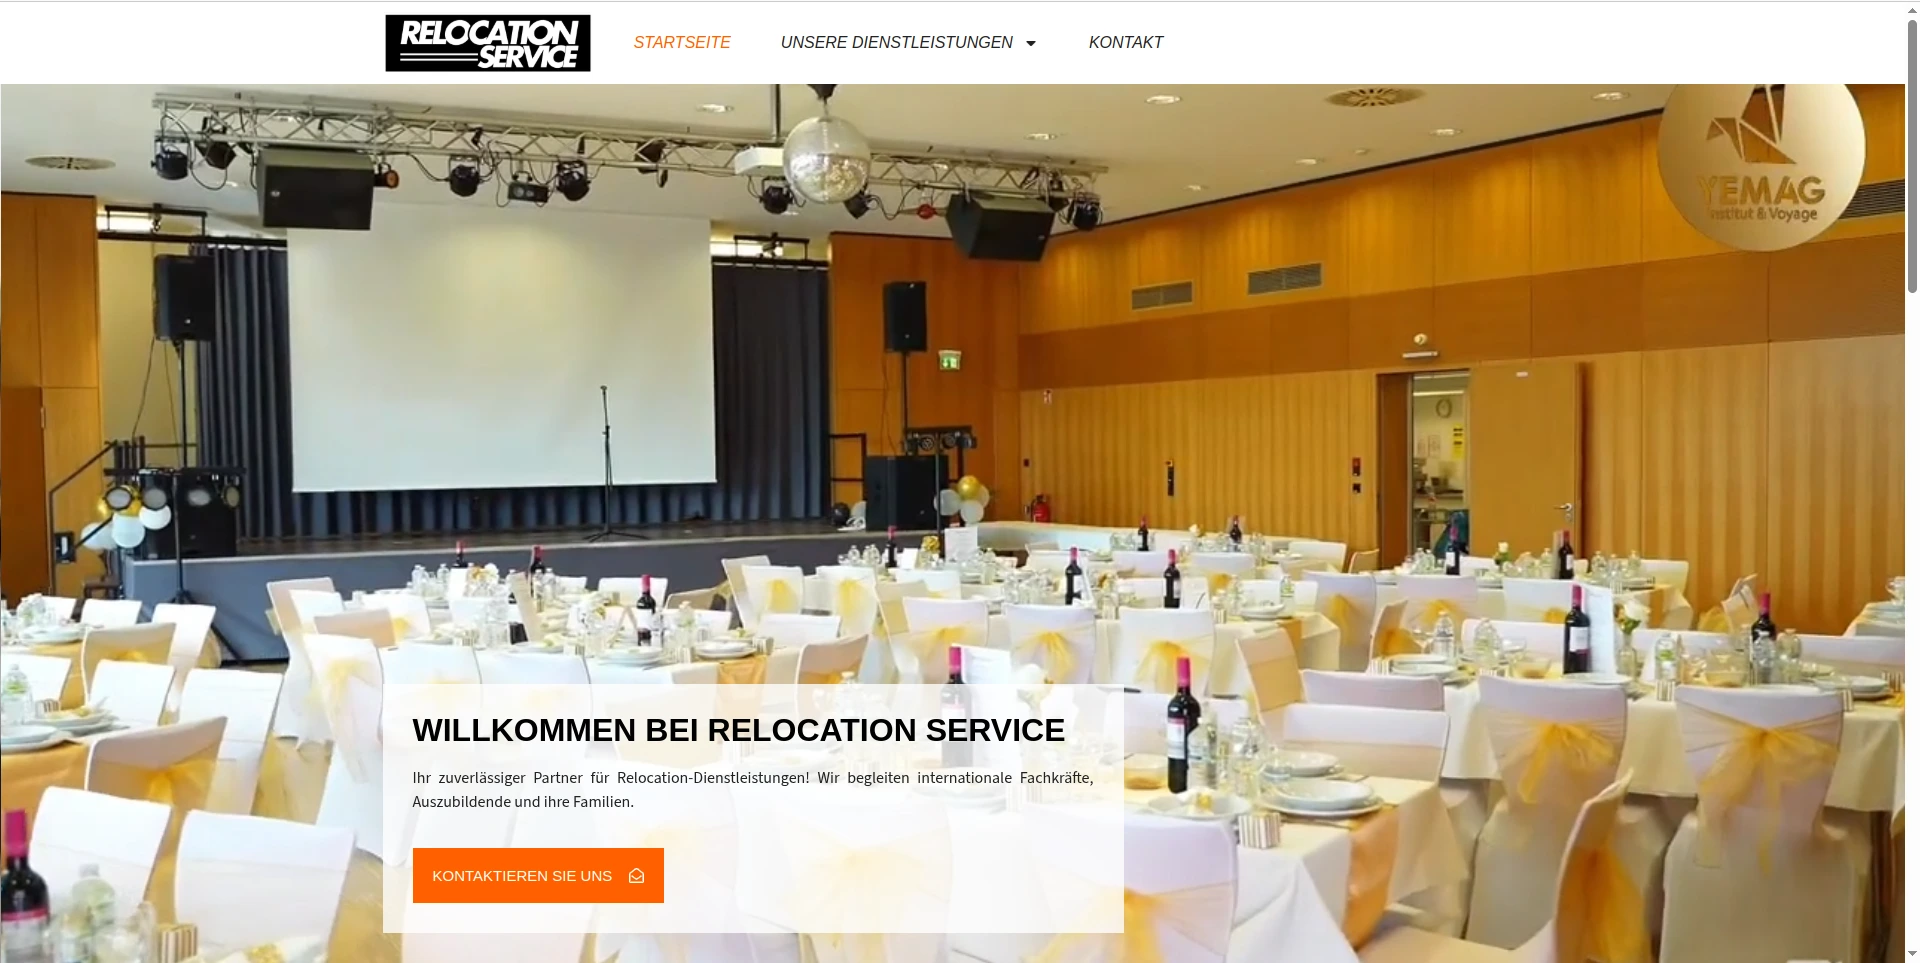 RELOCATION
SERVICE
STARTSEITE
UNSERE DIENSTLEISTUNGEN
KONTAKT
YEMAG
Institut & Voyage
WILLKOMMEN BEI RELOCATION SERVICE
Ihr zuverlässiger Partner für Relocation-Dienstleistungen! Wir begleiten internationale Fachkräfte,
Auszubildende und ihre Familien.
KONTAKTIEREN SIE UNS